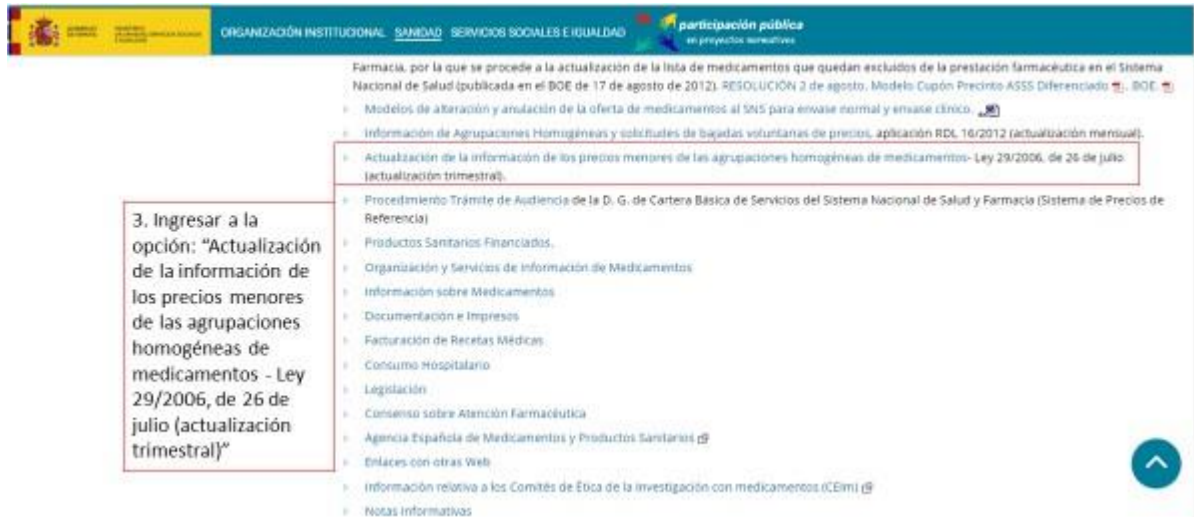 ORGANIZACIÓN INSTITUCIONAL SANIDAD SERVICIOS SOCIALES E IGUALDAD
participación pública
en proyectos normativos
Farmacia, por la que se procede a la actualización de la lista de medicamentos que quedan excluidos de la prestación farmacéutica en el Sistema
Nacional de Salud (publicada en el BOE de 17 de agosto de 2012). RESOLUCIÓN 2 de agosto. Modelo Cupón Precinto ASSS Diferenciado . BOE.
Modelos de alteración y anulación de la oferta de medicamentos al SNS para envase normal y envase clínico.
Información de Agrupaciones Homogéneas y solicitudes de bajadas voluntarias de precios, aplicación RDL 16/2012 (actualización mensual).
Actualización de la información de los precios menores de las agrupaciones homogéneas de medicamentos- Ley 29/2006, de 26 de julio
(actualización trimestral).
Procedimiento Trámite de Audiencia de la D. G. de Cartera Básica de Servicios del Sistema Nacional de Salud y Farmacia (Sistema de Precios de
Referencia)
Productos Sanitarios Financiados.
Organización y Servicios de información de Medicamentos
Información sobre Medicamentos
Documentación e Impresos
Facturación de Recetas Médicas
Consumo Hospitalario
Legislación
Consenso sobre Atención Farmacéutica
Agencia Española de Medicamentos y Productos Sanitarios
Enlaces con otras Web
Información relativa a los Comités de Ética de la investigación con medicamentos (CEIm)
Notas Informativas
3. Ingresar a la
opción: “Actualización
de la información de
los precios menores
de las agrupaciones
homogéneas de
medicamentos - Ley
29/2006, de 26 de
julio (actualización
trimestral)”